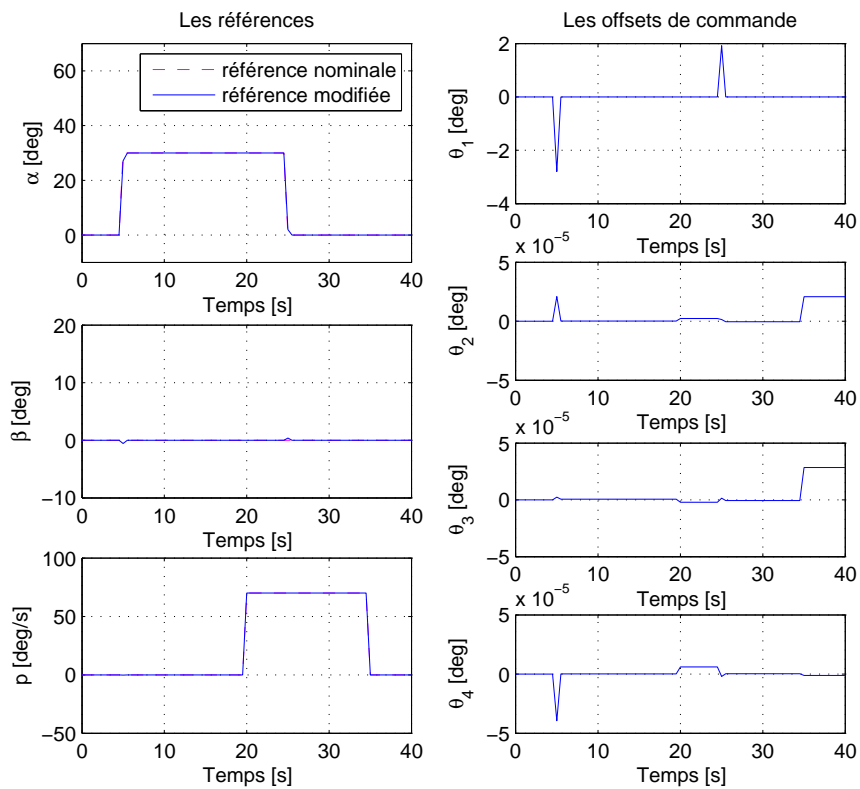 Les références
60
40
20
0
α [deg]
référence nominale
référence modifiée
0 10 20 30 40
Temps [s]
20
10
0
−10
β [deg]
0 10 20 30 40
Temps [s]
100
50
0
−50
p [deg/s]
0 10 20 30 40
Temps [s]
Les offsets de commande
2
0
−2
−4
θ1 [deg]
0 10 20 30 40
Temps [s]
x 10−5
5
0
−5
θ2 [deg]
0 10 20 30 40
Temps [s]
x 10−5
5
0
−5
θ3 [deg]
0 10 20 30 40
Temps [s]
x 10−5
5
0
−5
θ4 [deg]
0 10 20 30 40
Temps [s]